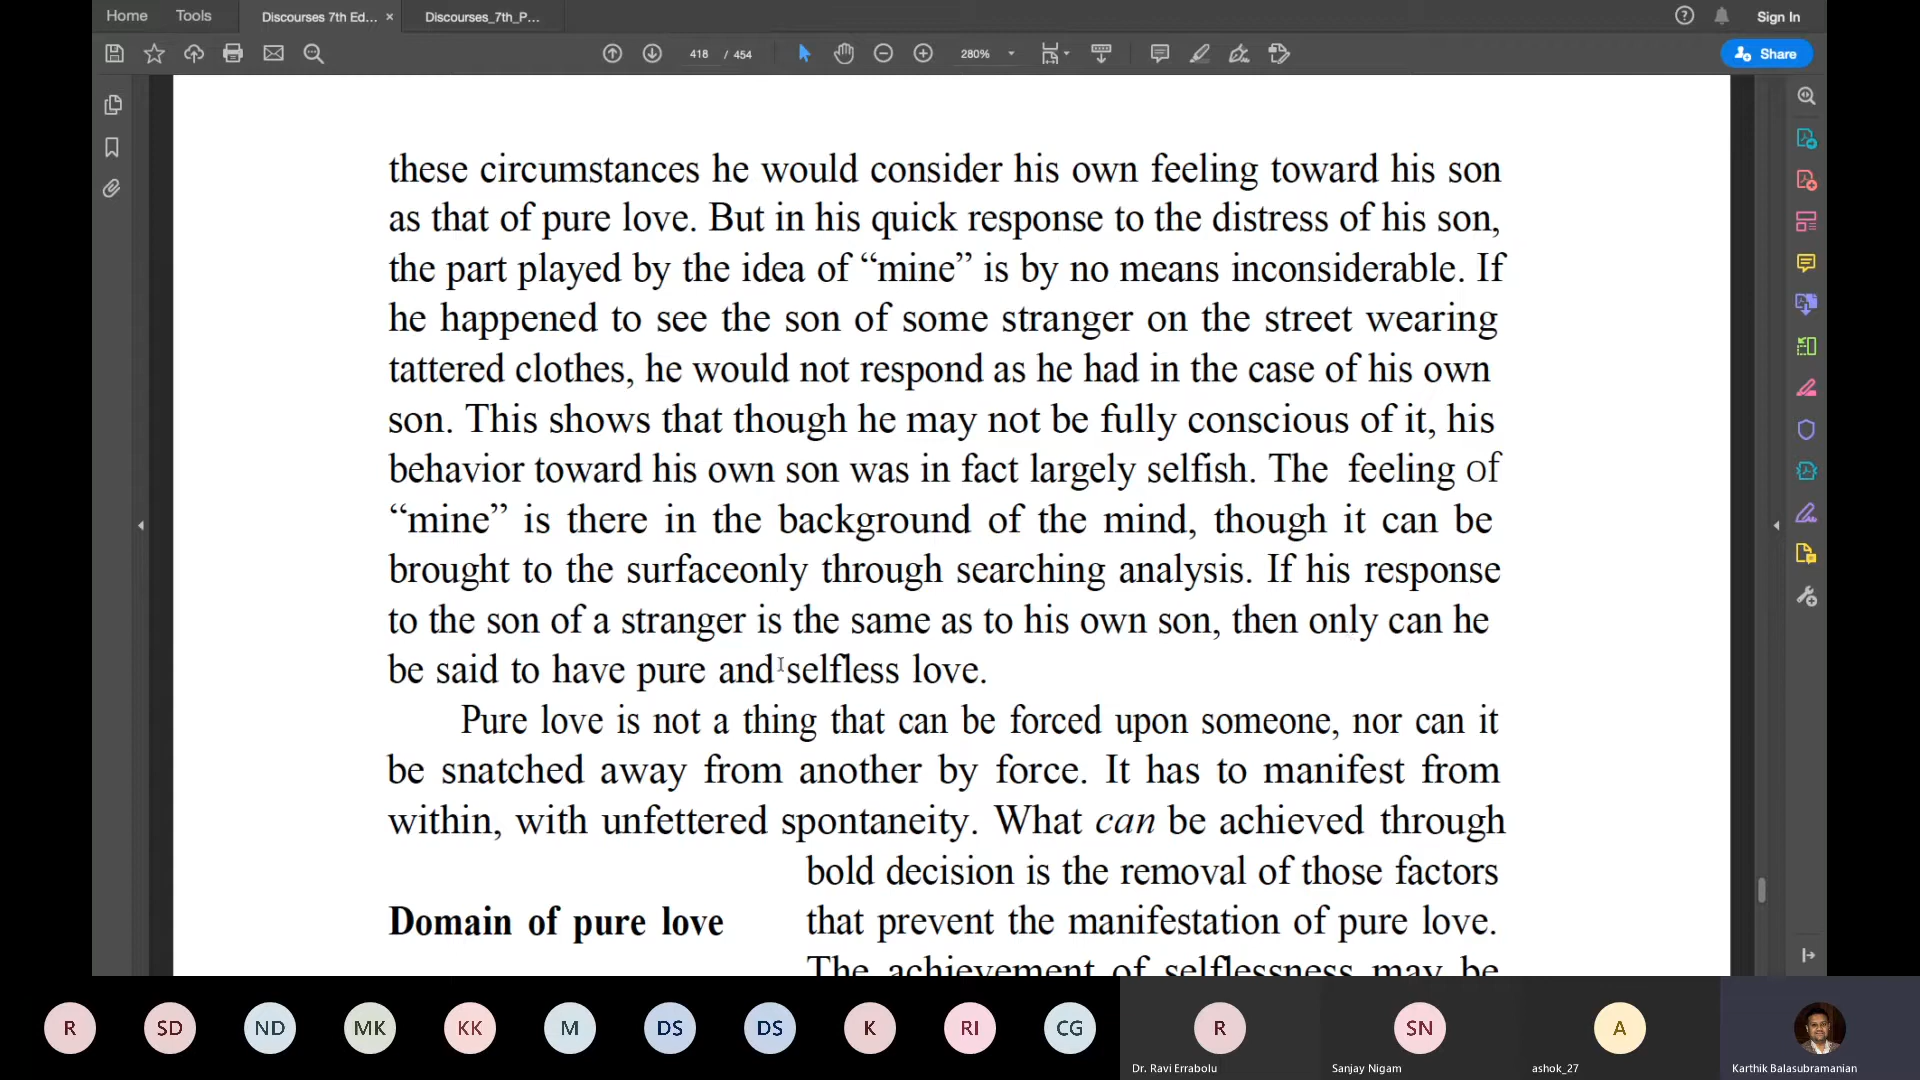 Home Tools Discourses 7th Ed... × Discourses_7th_P... Sign In
418 / 454 280% Share
these circumstances he would consider his own feeling toward his son
as that of pure love. But in his quick response to the distress of his son,
the part played by the idea of “mine” is by no means inconsiderable. If
he happened to see the son of some stranger on the street wearing
tattered clothes, he would not respond as he had in the case of his own
son. This shows that though he may not be fully conscious of it, his
behavior toward his own son was in fact largely selfish. The feeling of
“mine” is there in the background of the mind, though it can be
brought to the surfaceonly through searching analysis. If his response
to the son of a stranger is the same as to his own son, then only can he
be said to have pure and selfless love.
Pure love is not a thing that can be forced upon someone, nor can it
be snatched away from another by force. It has to manifest from
within, with unfettered spontaneity. What can be achieved through
bold decision is the removal of those factors
Domain of pure love that prevent the manifestation of pure love.
The achievement of selflessness may be
R SD ND MK KK M DS DS K RI CG R SN A
Dr. Ravi Errabolu Sanjay Nigam ashok_27 Karthik Balasubramanian